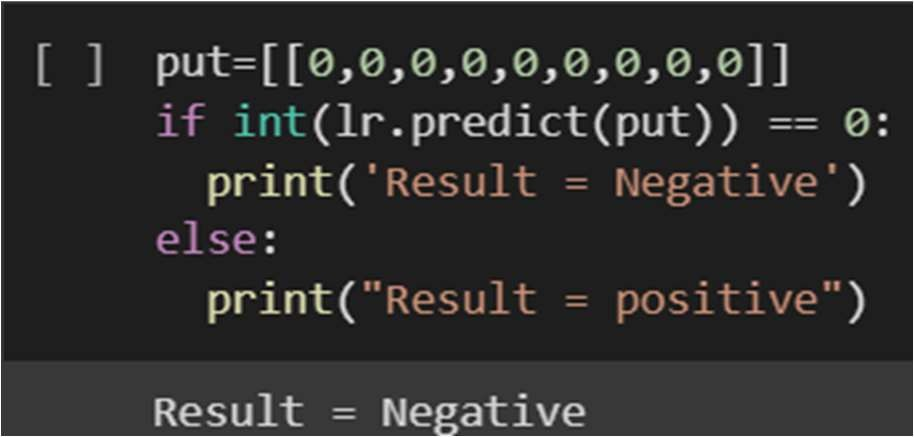 [ ] put=[[0,0,0,0,0,0,0,0,0]]
if int(lr.predict(put)) == 0:
print('Result = Negative')
else:
print("Result = positive")
Result = Negative